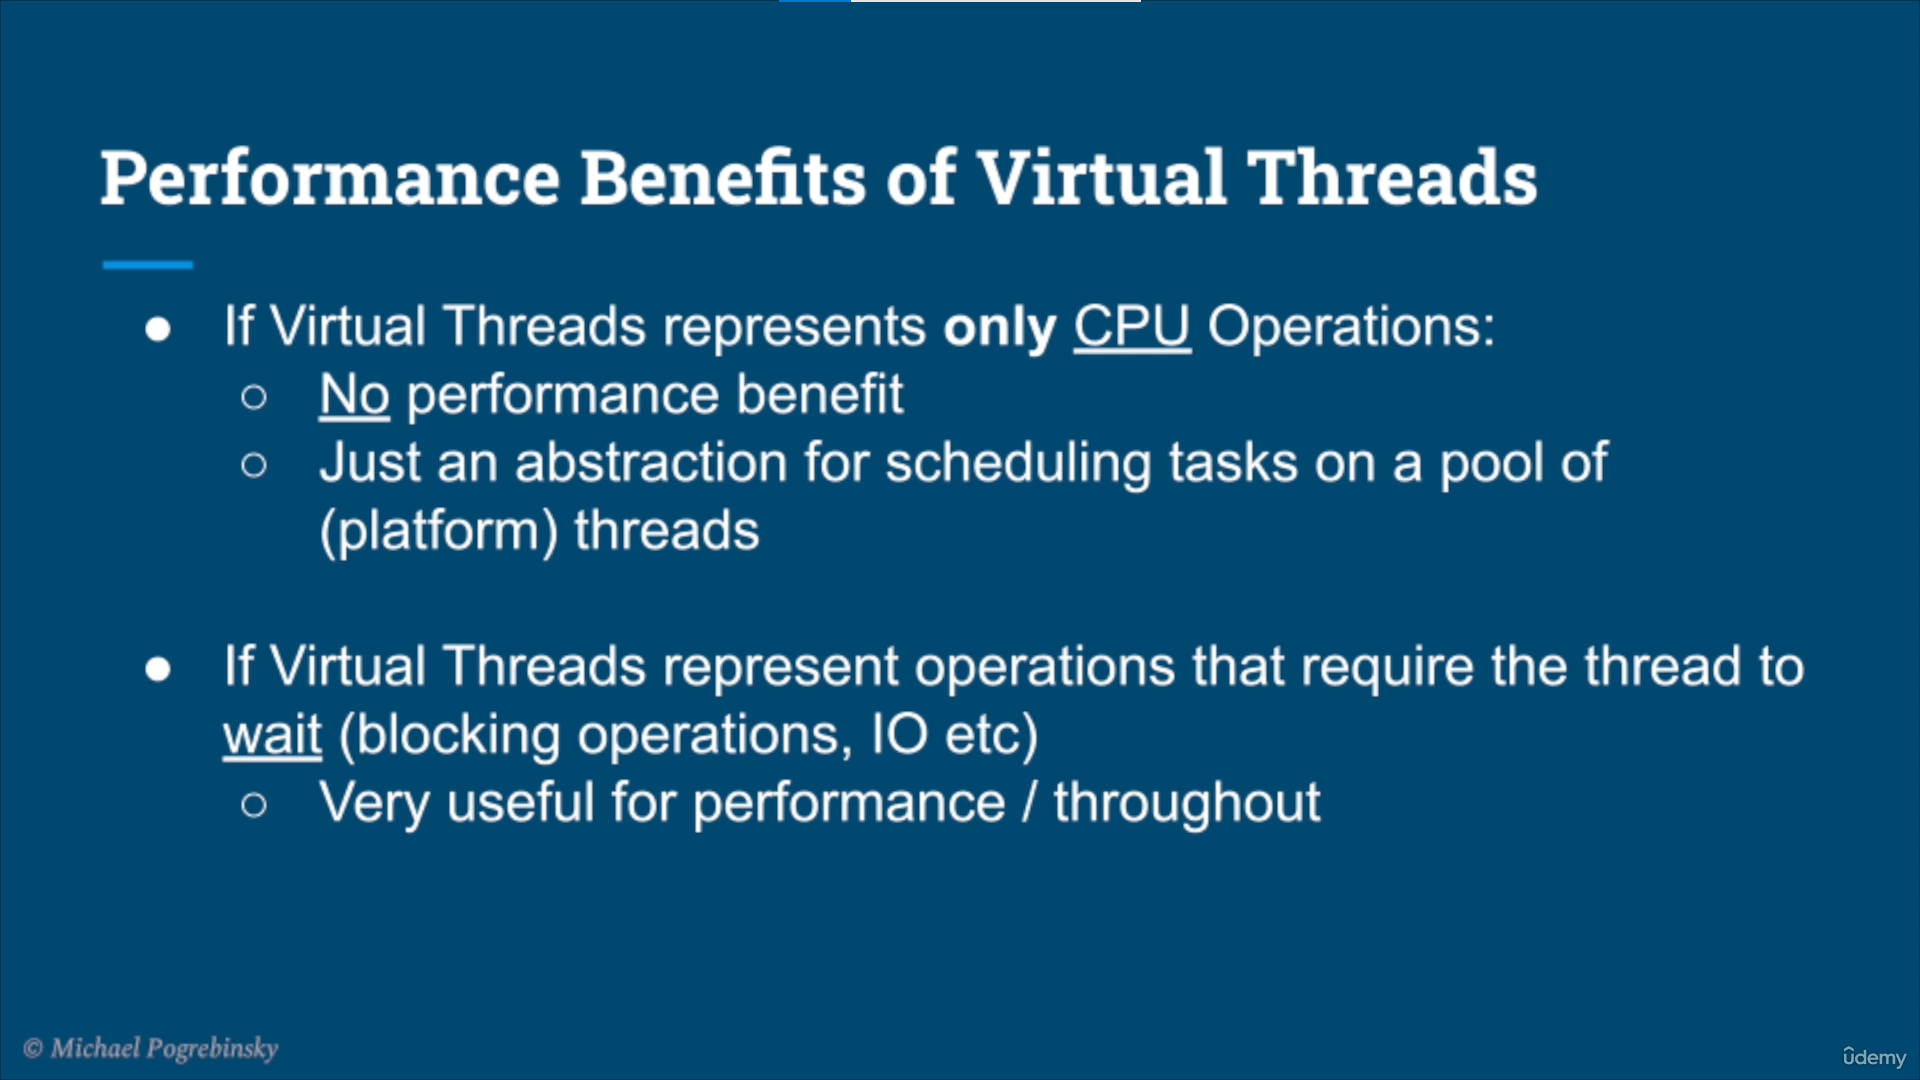 Performance Benefits of Virtual Threads
● If Virtual Threads represents only CPU Operations:
○ No performance benefit
○ Just an abstraction for scheduling tasks on a pool of
(platform) threads
● If Virtual Threads represent operations that require the thread to
wait (blocking operations, IO etc)
○ Very useful for performance / throughout
© Michael Pogrebinsky
ûdemy